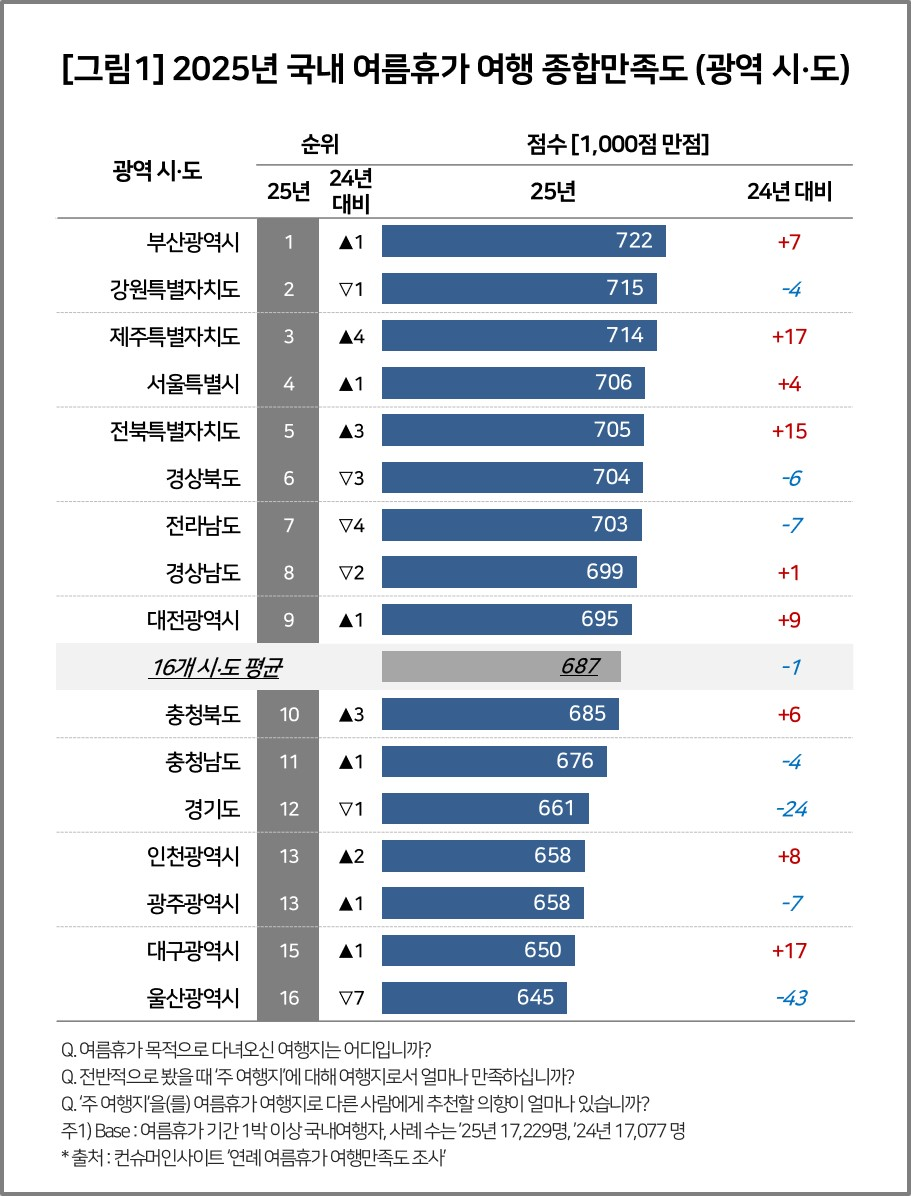 [그림1] 2025년 국내 여름휴가 여행 종합만족도 (광역 시·도)
광역 시·도 순위 점수 [1,000점 만점]
25년 24년 대비 25년 24년 대비
부산광역시 1 ▲1 722 +7
강원특별자치도 2 ▽1 715 -4
제주특별자치도 3 ▲4 714 +17
서울특별시 4 ▲1 706 +4
전북특별자치도 5 ▲3 705 +15
경상북도 6 ▽3 704 -6
전라남도 7 ▽4 703 -7
경상남도 8 ▽2 699 +1
대전광역시 9 ▲1 695 +9
16개 시·도 평균 687 -1
충청북도 10 ▲3 685 +6
충청남도 11 ▲1 676 -4
경기도 12 ▽1 661 -24
인천광역시 13 ▲2 658 +8
광주광역시 13 ▲1 658 -7
대구광역시 15 ▲1 650 +17
울산광역시 16 ▽7 645 -43
Q. 여름휴가 목적으로 다녀오신 여행지는 어디입니까?
Q. 전반적으로 봤을 때 ‘주 여행지’에 대해 여행지로서 얼마나 만족하십니까?
Q. ‘주 여행지’을(를) 여름휴가 여행지로 다른 사람에게 추천할 의향이 얼마나 있습니까?
주1) Base : 여름휴가 기간 1박 이상 국내여행자, 사례 수는 ’25년 17,229명, ’24년 17,077 명
* 출처 : 컨슈머인사이트 ‘연례 여름휴가 여행만족도 조사’